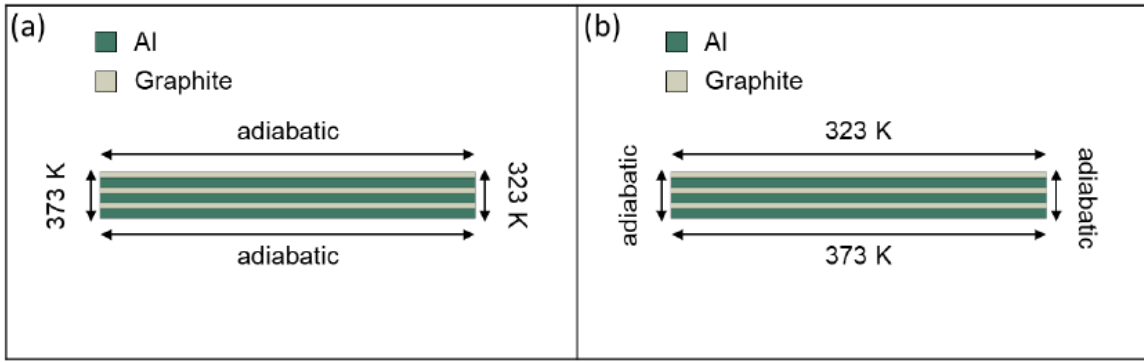 (a)
Al
Graphite
adiabatic
373 K
323 K
adiabatic
(b)
Al
Graphite
323 K
adiabatic
adiabatic
373 K